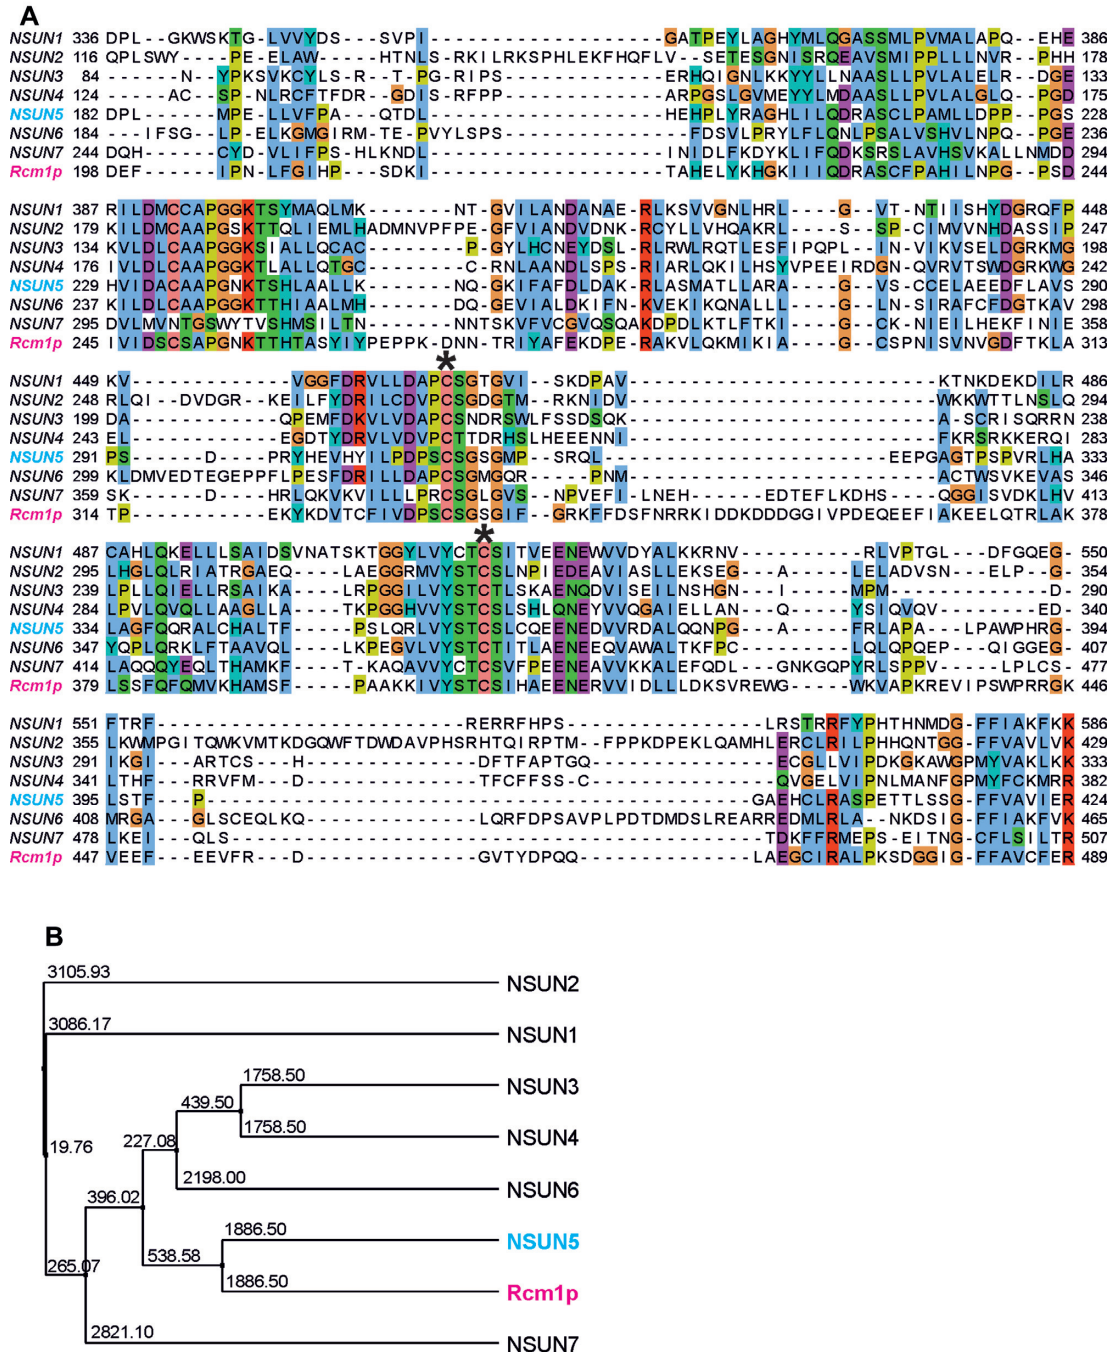 A
NSUN1 336 DPL---GKWSKTG-LVVYDS---SVPI-------------------GATPEYLAGHYMLQGASSMLPVMALAPQ--EHE 386
NSUN2 116 QPLSWY----PE-ELAW-----HTNLS-RKILRKSPHLEKFHQFLV--SETESGNISRQEAVSMIPPLLLNVR--PHH 178
NSUN3 84 ------N--YPKSVKCYLS-R--T-PG-RIPS-------------ERHQIGNLKKYYLLNAASLLPVLALELR--DGE 133
NSUN4 124 -----AC--SP-NLRCFTFDR--GDIS-RFPP-------------ARPGSLGVMEYYLMDAASLLPVLALGLQ--PGD 175
NSUN5 182 DPL------MPE-LLVFPA---QTDL-------------------HEHPLYRAGHLILQDRASCLPAMLLDPP--PGS 228
NSUN6 184 ---IFSG--LP-ELKGMGIRM-TE-PVYLSPS-------------FDSVLPRYLFLQNLPSALVSHVLNPQ--PGE 236
NSUN7 244 DQH------CYD-VLIFPS-HLKNDL-------------------INIDLFKDYKLIFQDKSRSLAVHSVKALLNMDD 294
Rcm1p 198 DEF------IPN-LFGIHP---SDKI-------------------TAHELYKHGKIIIQDRASCFPAHILNPG--PSD 244
NSUN1 387 RILDMCCAPGGKTSYMAQLMK-------NT-GVILANDANAE-RLKSVVGNLHRL----G--VT-NTIISHYDGRQFP 448
NSUN2 179 KILDMCAAPGSKTTQLIEMLHADMNVPFPE-GFVIANDVDNK-RCYLLVHQAKRL----S--SP-CIMVVNHDASSIP 247
NSUN3 134 KVLDLCAAPGGKSIALLQCAC--------P-GYLHCNEYDSL-RLRWLRQTLESFIPQPL---IN-VIKVSELDGRKMG 198
NSUN4 176 IVLDLCAAPGGKTLALLQTGC--------C-RNLAANDLSPS-RIARLQKILHSYVPEEIRDGN-QVRVTSWDGRKWG 242
NSUN5 229 HVIDACAAPGNKTSHLAALLK-------NQ-GKIFAFDLDAK-RLASMATLLARA----G--VS-CCELAEEDFLAVS 290
NSUN6 237 KILDLCAAPGGKTTHIAALMH-------DQ-GEVIALDKIFN-KVEKIKQNALLL----G--LN-SIRAFCFDGTKAV 298
NSUN7 295 DVLMVNTGSWYTVSHMSILTN-------NNTSKVFVCGVQSQAKDPDLKTLFTKI----G--CK-NIEILHEKFINIE 358
Rcm1p 245 IVIDSCSAPGNKTTHTASYIYPEPPK-DNN-TRIYAFEKDPE-RAKVLQKMIKIA----G--CSPNISVNVGDFTKLA 313
*
NSUN1 449 KV-------------VGGFDRVLLDAPCSGTGVI--SKDPAV-------------------------KTNKDEKDILR 486
NSUN2 248 RLQI--DVDGR--KEILFYDRILCDVPCSGDGTM--RKNIDV-------------------------WKKWTTLNSLQ 294
NSUN3 199 DA-------------QPEMFDKVLVDAPCSNDRSWLFSSDSQK------------------------A-SCRISQRRN 238
NSUN4 243 EL-------------EGDTYDRVLVDVPCTTDRHSLHEEENNI------------------------FKRSRKKERQI 283
NSUN5 291 PS------D----PRYHEVHYILPDPSCSGSGMP--SRQL-----------------------EEPGAGTPSPVRLHA 333
NSUN6 299 KLDMVEDTEGEPPFLPESFDRILLDAPCSGMGQR---PNM-------------------------ACTWSVKEVAS 346
NSUN7 359 SK------D----HRLQKVKVILLLPRCSGLGVS--NPVEFI-LNEH------EDTEFLKDHS----QGGISVDKLHV 413
Rcm1p 314 TP-----------EKYKDVTCFIVDPSCSGSGIF--GRKFFDSFNRRKIDDKDDDGGIVPDEQEEFIAKEELQTRLAK 378
*
NSUN1 487 CAHLQKELLLSAIDSVNATSKTGGYLVYCTCSITVEENEWVVDYALKKRNV----------RLVPTGL---DFGQEG- 550
NSUN2 295 LHGLQLRIATRGAEQ----LAEGGRMVYSTCSLNPIEDEAVIASLLEKSEG---A-----LELADVSN--ELP--G- 354
NSUN3 239 LPLLQIELLRSAIKA----LRPGGILVYSTCTLSKAENQDVISEILNSHGN---I-----MPM------------D- 290
NSUN4 284 LPVLQVQLLAAGLLA----TKPGGHVVYSTCSLSHLQNEYVVQGAIELLAN---Q-----YSIQVQV--------ED 340
NSUN5 334 LAGFQQRALCHALTF-----PSLQRLVYSTCSLCQEENEDVVRDALQQNPG---A-----FRLAPA---LPAWPHRG- 394
NSUN6 347 YQPLQRKLFTAAVQL----LKPEGVLVYSTCTITLAENEEQVAWALTKFPC---------LQLQPQEP--QIGGEG- 407
NSUN7 414 LAQQQYEQLTHAMKF----T-KAQAVVYCTCSVFPEENEAVVKKALEFQDL---GNKGQPYRLSPPV----LPLCS- 477
Rcm1p 379 LSSFQFQMVKHAMSF-----PAAKKIVYSTCSIHAEENERVVIDLLLDKSVREWG-----WKVAPKREVIPSWPRRGK 446
NSUN1 551 FTRF-------------------------RERRFHPS----------------LRSTRRFYPHTHNMDG-FFIAKFKK 586
NSUN2 355 LKWMPGITQWKVMTKDGQWFTDWDAVPHSRHTQIRPTM--FPPKDPEKLQAMHLERCLRILPHHQNTGG-FFVAVLVK 429
NSUN3 291 IKGI---ARTCS--H--------------DFTFAPTGQ---------------ECGLLVIPDKGKAWGPMYVAKLKK 333
NSUN4 341 LTHF---RRVFM--D--------------TFCFFSS-C---------------QVGELVIPNLMANFGPMYFCKMRR 382
NSUN5 395 LSTF---P--------------------------------------------GAEHCLRASPETTLSSG-FFVAVIER 424
NSUN6 408 MRGA---GLSCEQLKQ--------------LQRFDPSAVPLPDTDMDSLREARREDMLRLA--NKDSIG-FFIAKFVK 465
NSUN7 478 LKEI---QLS-------------------------------------------TDKFFRMEPS-EITNG-CFLSILTR 507
Rcm1p 447 VEEF---EEVFR--D--------------GVTYDPQQ--------------LAEGCIRALPKSDGGIG-FFAVCFER 489
B
3105.93
NSUN2
3086.17
NSUN1
1758.50
NSUN3
439.50
1758.50
NSUN4
19.76
227.08
2198.00
NSUN6
396.02
1886.50
NSUN5
538.58
265.07
1886.50
Rcm1p
2821.10
NSUN7